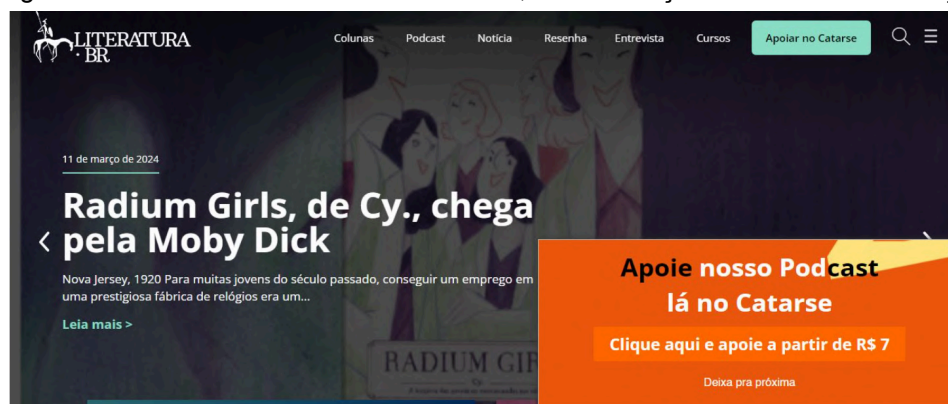 LITERATURA
· BR
Colunas Podcast Notícia Resenha Entrevista Cursos Apoiar no Catarse
11 de março de 2024
Radium Girls, de Cy., chega
pela Moby Dick
Nova Jersey, 1920 Para muitas jovens do século passado, conseguir um emprego em
uma prestigiosa fábrica de relógios era um...
Leia mais >
RADIUM GIR
Apoie nosso Podcast
lá no Catarse
Clique aqui e apoie a partir de R$ 7
Deixa pra próxima